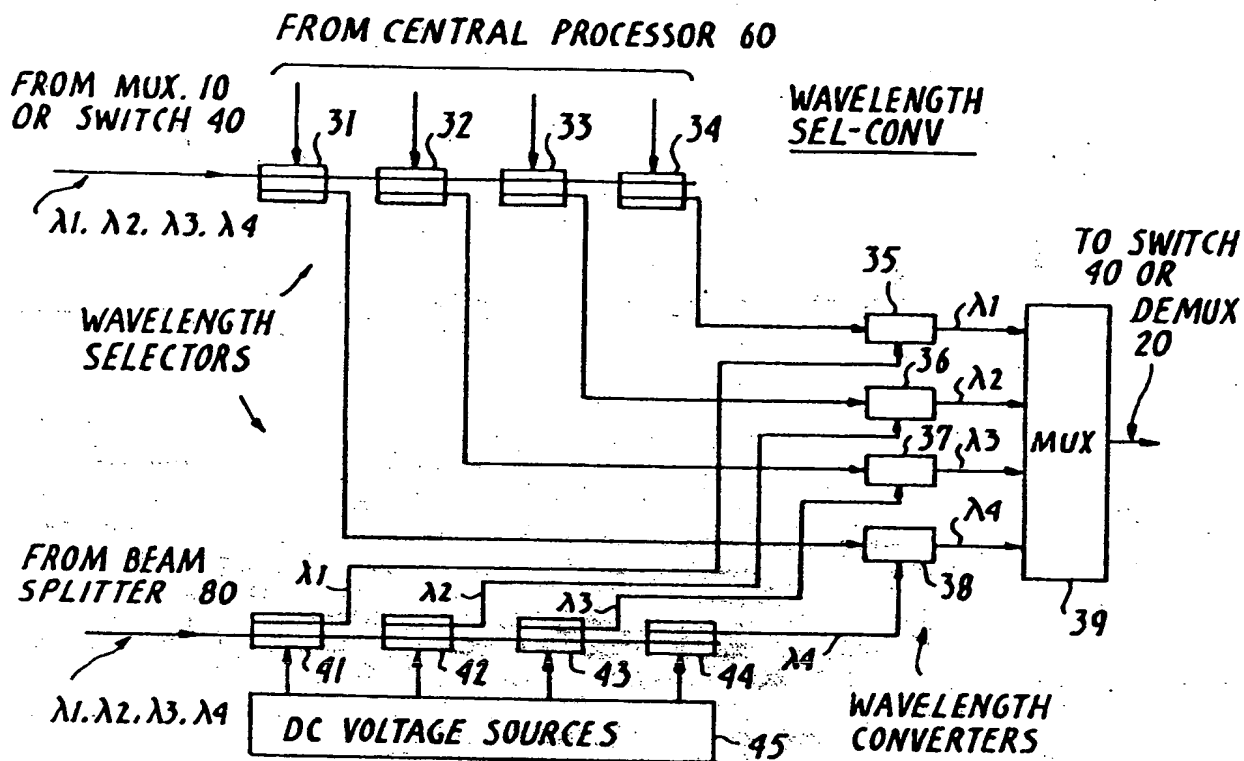 FROM CENTRAL PROCESSOR 60
FROM MUX. 10
OR SWITCH 40
WAVELENGTH
SEL-CONV
31
32
33
34
λ1. λ2. λ3. λ4
TO SWITCH
40 OR
DEMUX
20
WAVELENGTH
SELECTORS
35
λ1
36
λ2
37
λ3
MUX
λ4
38
39
FROM BEAM
SPLITTER 80
λ1
λ2
λ3
λ4
41
42
43
44
λ1.λ2.λ3.λ4
DC VOLTAGE SOURCES
45
WAVELENGTH
CONVERTERS